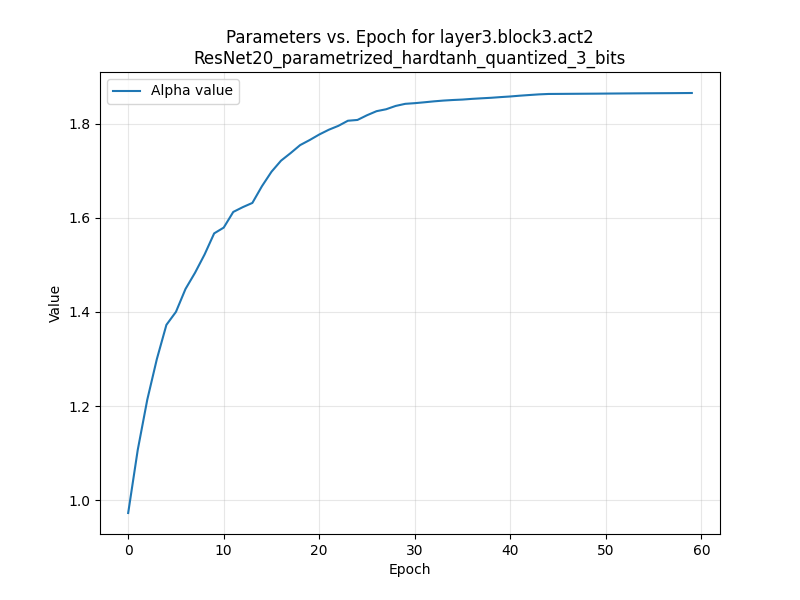 Parameters vs. Epoch for layer3.block3.act2
ResNet20_parametrized_hardtanh_quantized_3_bits
Alpha value
1.8
1.6
1.4
1.2
1.0
Value
0 10 20 30 40 50 60
Epoch